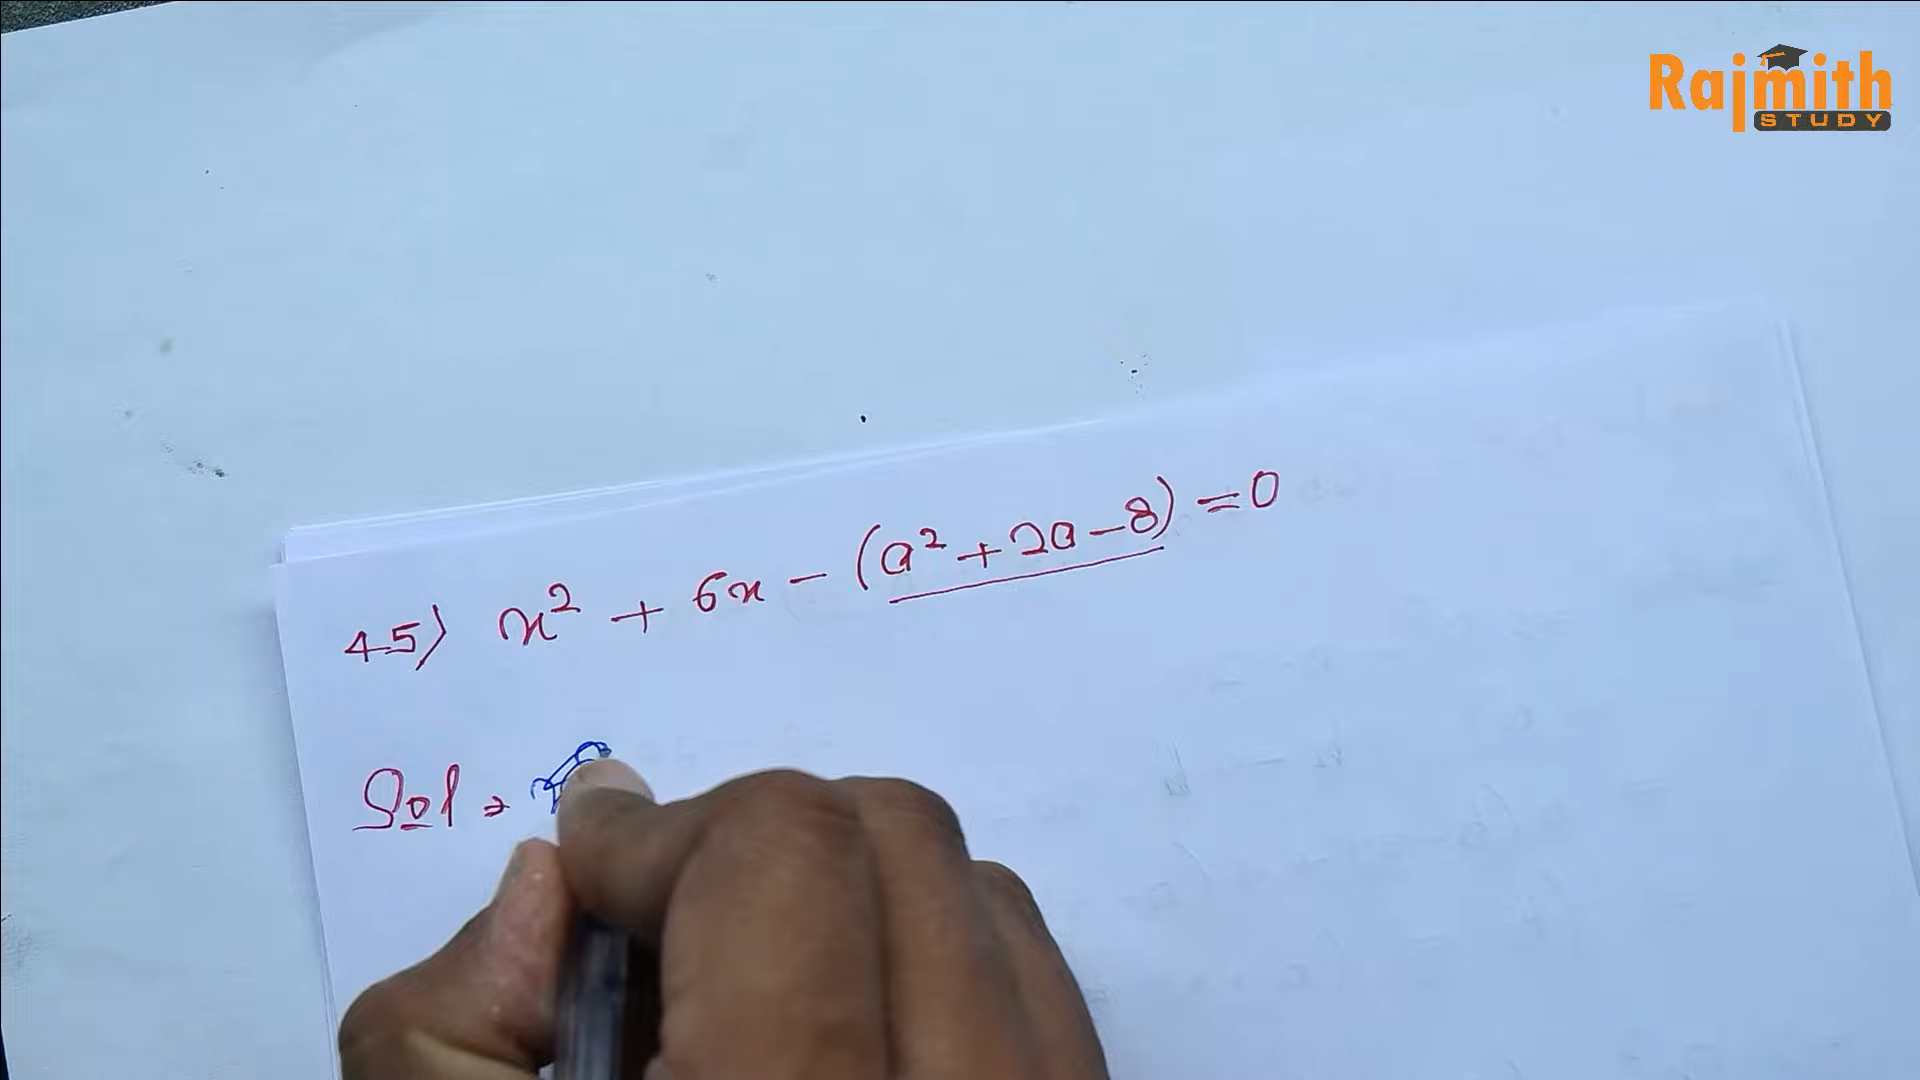 Rajmith
STUDY
45) x² + 6x - (a² + 2a - 8) = 0
Sol =